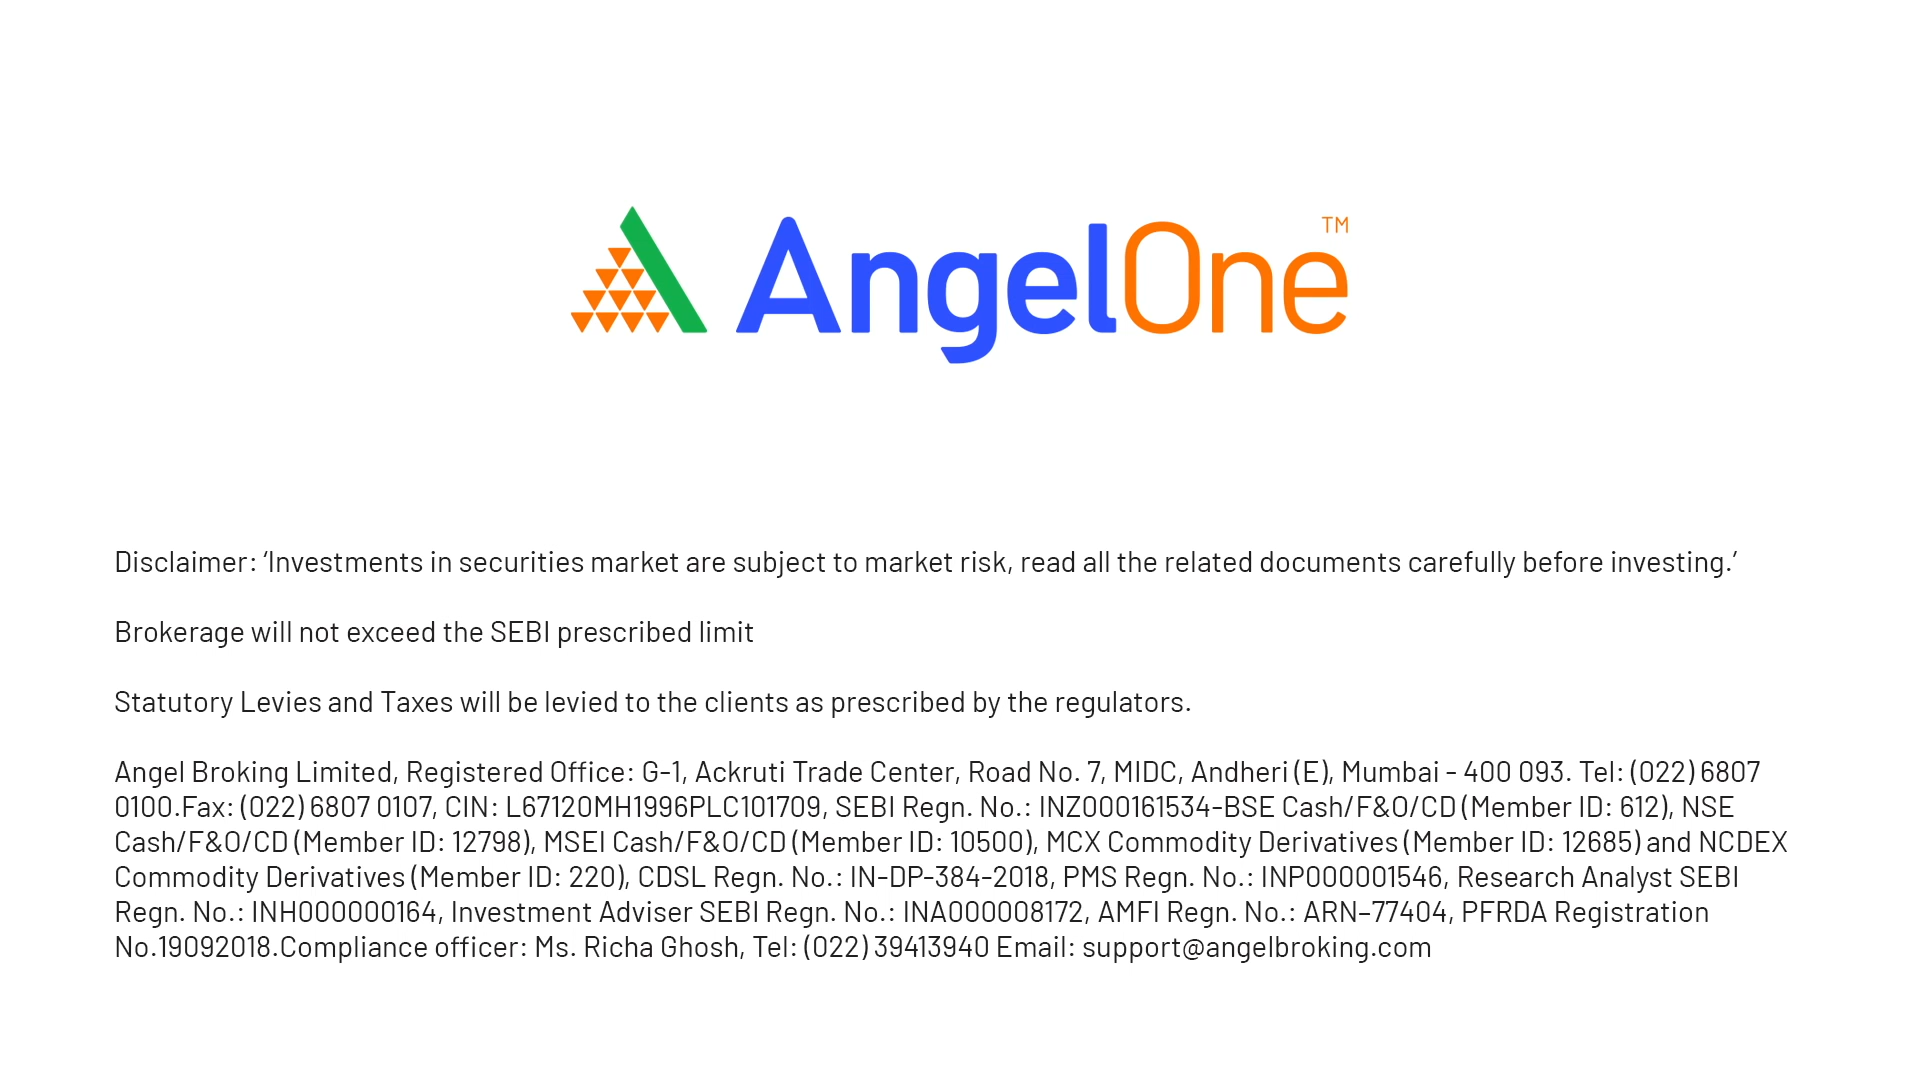 AngelOne™
Disclaimer: ‘Investments in securities market are subject to market risk, read all the related documents carefully before investing.’
Brokerage will not exceed the SEBI prescribed limit
Statutory Levies and Taxes will be levied to the clients as prescribed by the regulators.
Angel Broking Limited, Registered Office: G-1, Ackruti Trade Center, Road No. 7, MIDC, Andheri (E), Mumbai - 400 093. Tel: (022) 6807
0100.Fax: (022) 6807 0107, CIN: L67120MH1996PLC101709, SEBI Regn. No.: INZ000161534-BSE Cash/F&O/CD (Member ID: 612), NSE
Cash/F&O/CD (Member ID: 12798), MSEI Cash/F&O/CD (Member ID: 10500), MCX Commodity Derivatives (Member ID: 12685) and NCDEX
Commodity Derivatives (Member ID: 220), CDSL Regn. No.: IN-DP-384-2018, PMS Regn. No.: INP000001546, Research Analyst SEBI
Regn. No.: INH000000164, Investment Adviser SEBI Regn. No.: INA000008172, AMFI Regn. No.: ARN–77404, PFRDA Registration
No.19092018.Compliance officer: Ms. Richa Ghosh, Tel: (022) 39413940 Email: support@angelbroking.com